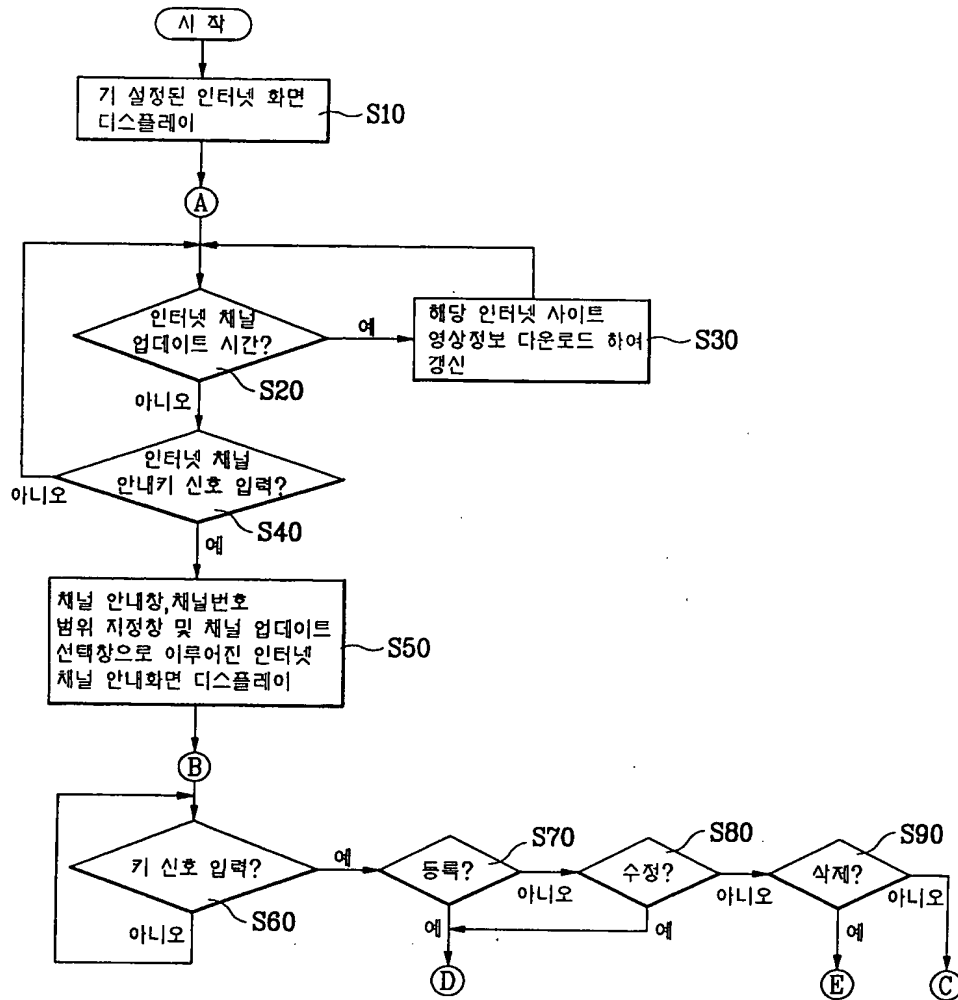 시 작
기 설정된 인터넷 화면
디스플레이
S10
A
인터넷 채널
업데이트 시간?
S20
예
해당 인터넷 사이트
영상정보 다운로드 하여
갱신
S30
아니오
인터넷 채널
안내키 신호 입력?
S40
아니오
예
채널 안내창,채널번호
범위 지정창 및 채널 업데이트
선택창으로 이루어진 인터넷
채널 안내화면 디스플레이
S50
B
키 신호 입력?
S60
아니오
예
등록?
S70
아니오
예
수정?
S80
아니오
예
삭제?
S90
아니오
예
D
E
C